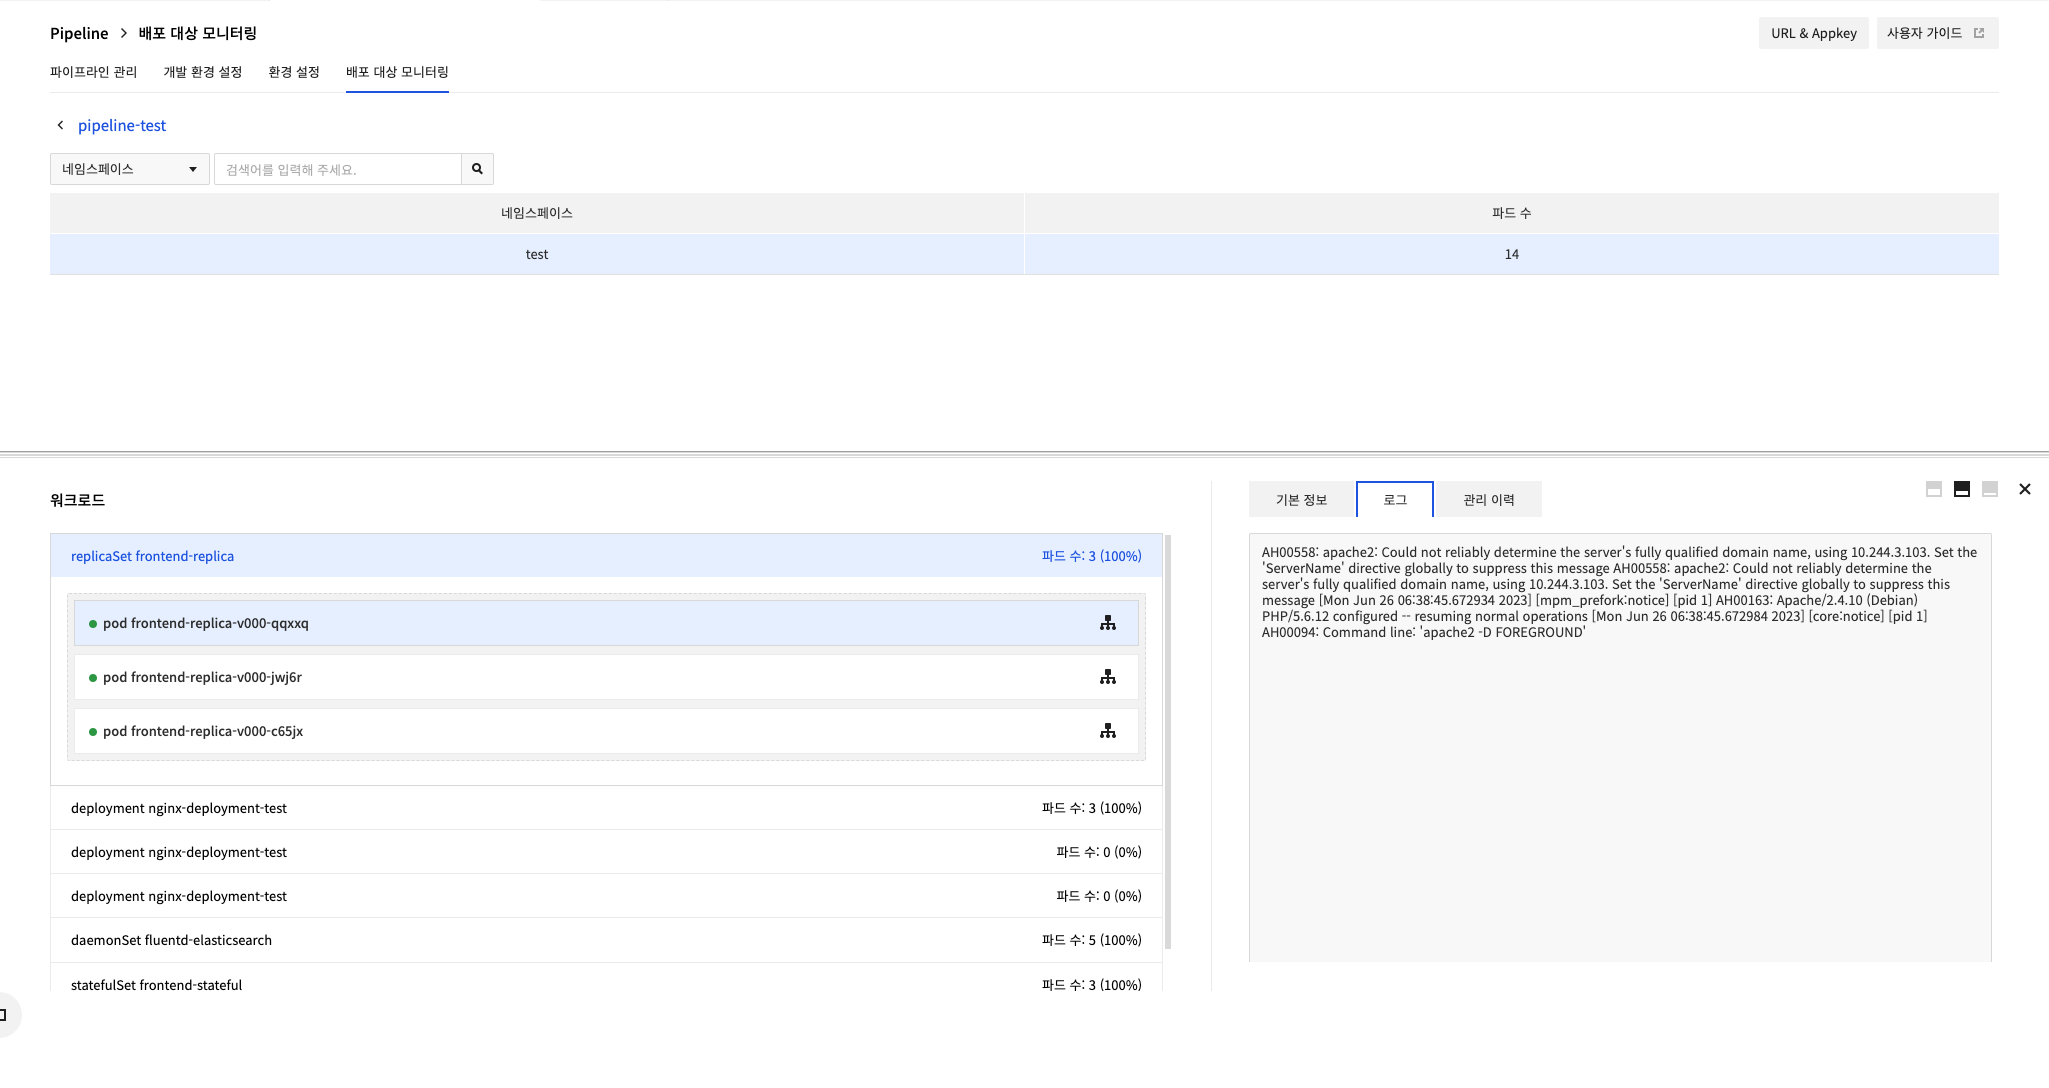 Pipeline > 배포 대상 모니터링
URL & Appkey
사용자 가이드
파이프라인 관리
개발 환경 설정
환경 설정
배포 대상 모니터링
pipeline-test
네임스페이스
검색어를 입력해 주세요.
네임스페이스
파드 수
test
14
워크로드
replicaSet frontend-replica
파드 수: 3 (100%)
pod frontend-replica-v000-qqxxq
pod frontend-replica-v000-jwj6r
pod frontend-replica-v000-c65jx
deployment nginx-deployment-test
파드 수: 3 (100%)
deployment nginx-deployment-test
파드 수: 0 (0%)
deployment nginx-deployment-test
파드 수: 0 (0%)
daemonSet fluentd-elasticsearch
파드 수: 5 (100%)
statefulSet frontend-stateful
파드 수: 3 (100%)
기본 정보
로그
관리 이력
AH00558: apache2: Could not reliably determine the server's fully qualified domain name, using 10.244.3.103. Set the
'ServerName' directive globally to suppress this message AH00558: apache2: Could not reliably determine the
server's fully qualified domain name, using 10.244.3.103. Set the 'ServerName' directive globally to suppress this
message [Mon Jun 26 06:38:45.672934 2023] [mpm_prefork:notice] [pid 1] AH00163: Apache/2.4.10 (Debian)
PHP/5.6.12 configured -- resuming normal operations [Mon Jun 26 06:38:45.672984 2023] [core:notice] [pid 1]
AH00094: Command line: 'apache2 -D FOREGROUND'